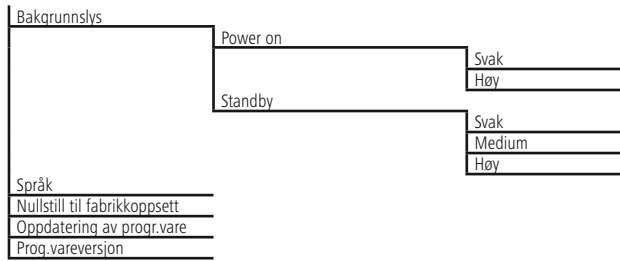 Bakgrunnslys
Power on
Svak
Høy
Standby
Svak
Medium
Høy
Språk
Nullstill til fabrikkoppsett
Oppdatering av progr.vare
Prog.vareversjon